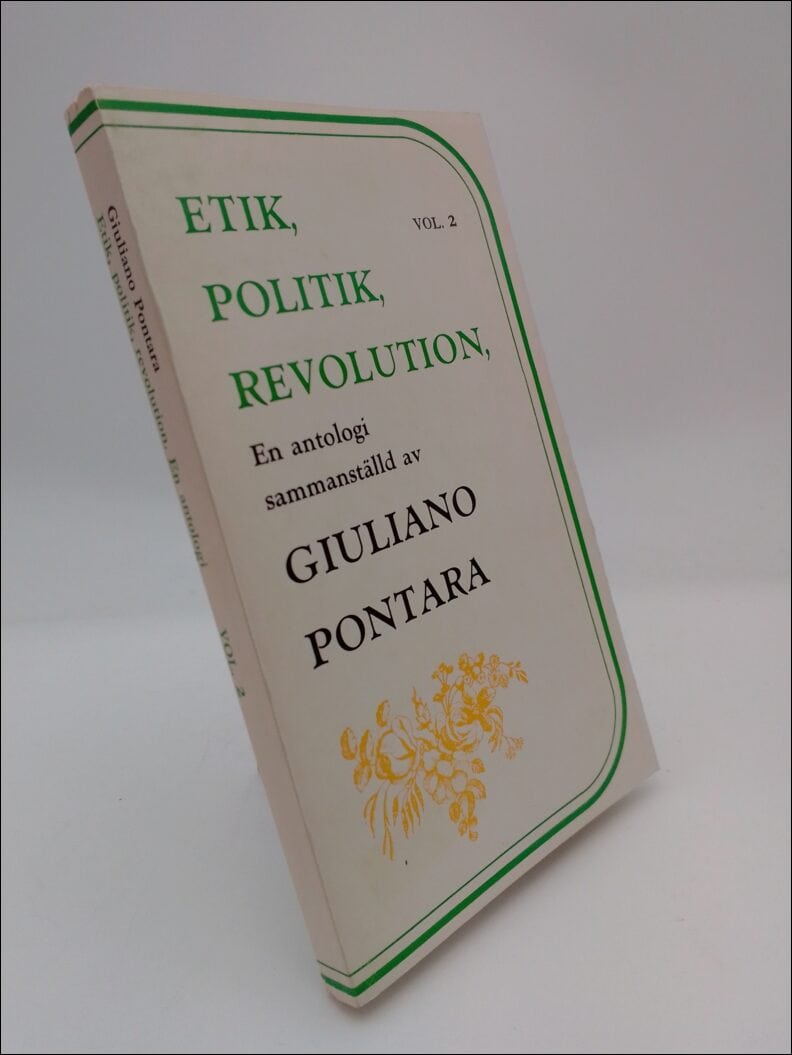 ETIK,
VOL. 2
POLITIK,
REVOLUTION,
En antologi
sammanställd av
GIULIANO
PONTARA
Giuliano Pontara
Etik, politik, revolution. En antologi
VOL. 2